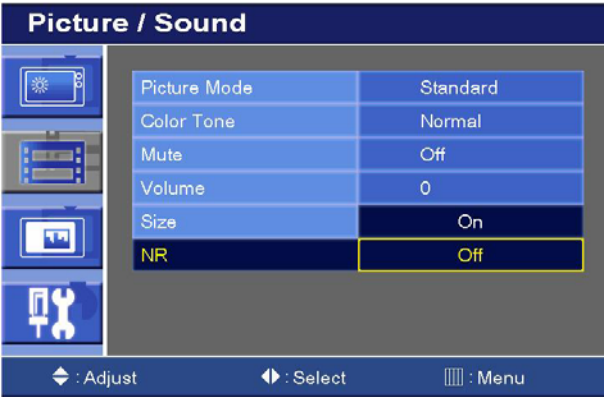 Picture / Sound
Picture Mode Standard
Color Tone Normal
Mute Off
Volume 0
Size On
NR Off
: Adjust : Select : Menu